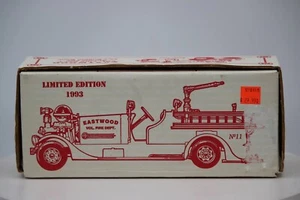 LIMITED EDITION
1993
EASTWOOD
VOL. FIRE DEPT.
Nº11